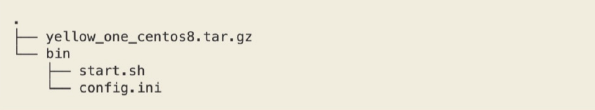 .
├── yellow_one_centos8.tar.gz
└── bin
    ├── start.sh
    └── config.ini